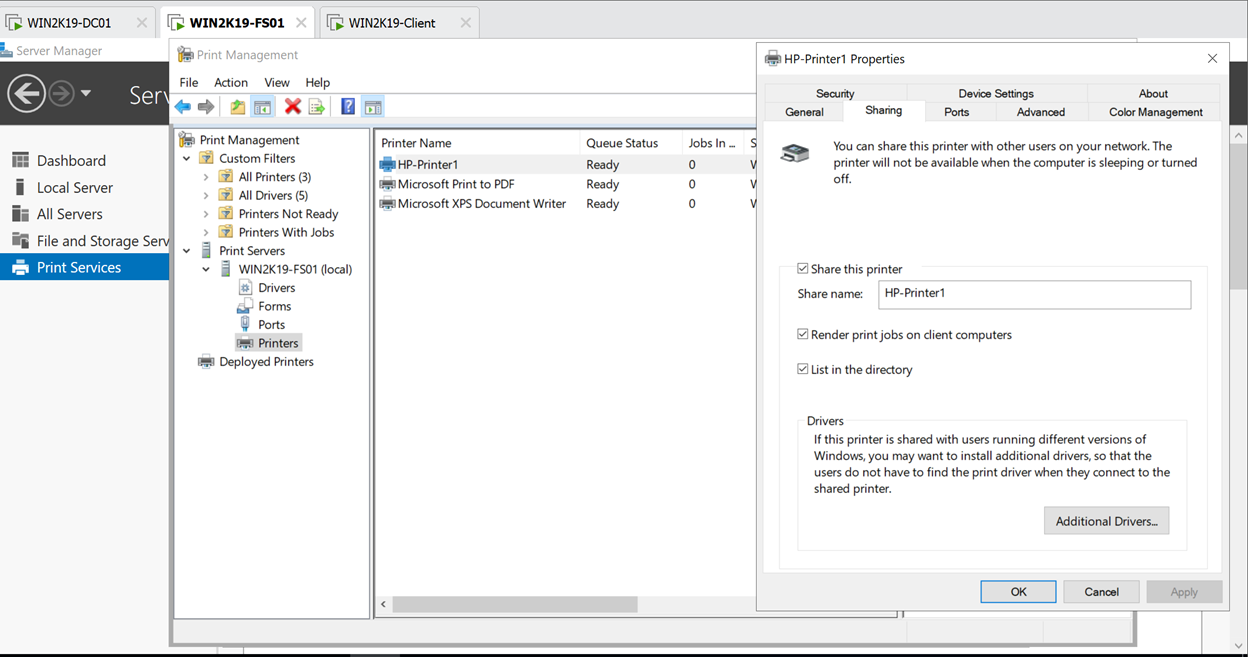 WIN2K19-DC01
WIN2K19-FS01
WIN2K19-Client
Server Manager
Serv
Dashboard
Local Server
All Servers
File and Storage Serv
Print Services
Print Management
File Action View Help
Print Management
Custom Filters
All Printers (3)
All Drivers (5)
Printers Not Ready
Printers With Jobs
Print Servers
WIN2K19-FS01 (local)
Drivers
Forms
Ports
Printers
Deployed Printers
Printer Name Queue Status Jobs In ... S
HP-Printer1 Ready 0 W
Microsoft Print to PDF Ready 0 W
Microsoft XPS Document Writer Ready 0 W
HP-Printer1 Properties
Security Device Settings About
General Sharing Ports Advanced Color Management
You can share this printer with other users on your network. The
printer will not be available when the computer is sleeping or turned
off.
Share this printer
Share name: HP-Printer1
Render print jobs on client computers
List in the directory
Drivers
If this printer is shared with users running different versions of
Windows, you may want to install additional drivers, so that the
users do not have to find the print driver when they connect to the
shared printer.
Additional Drivers...
OK Cancel Apply